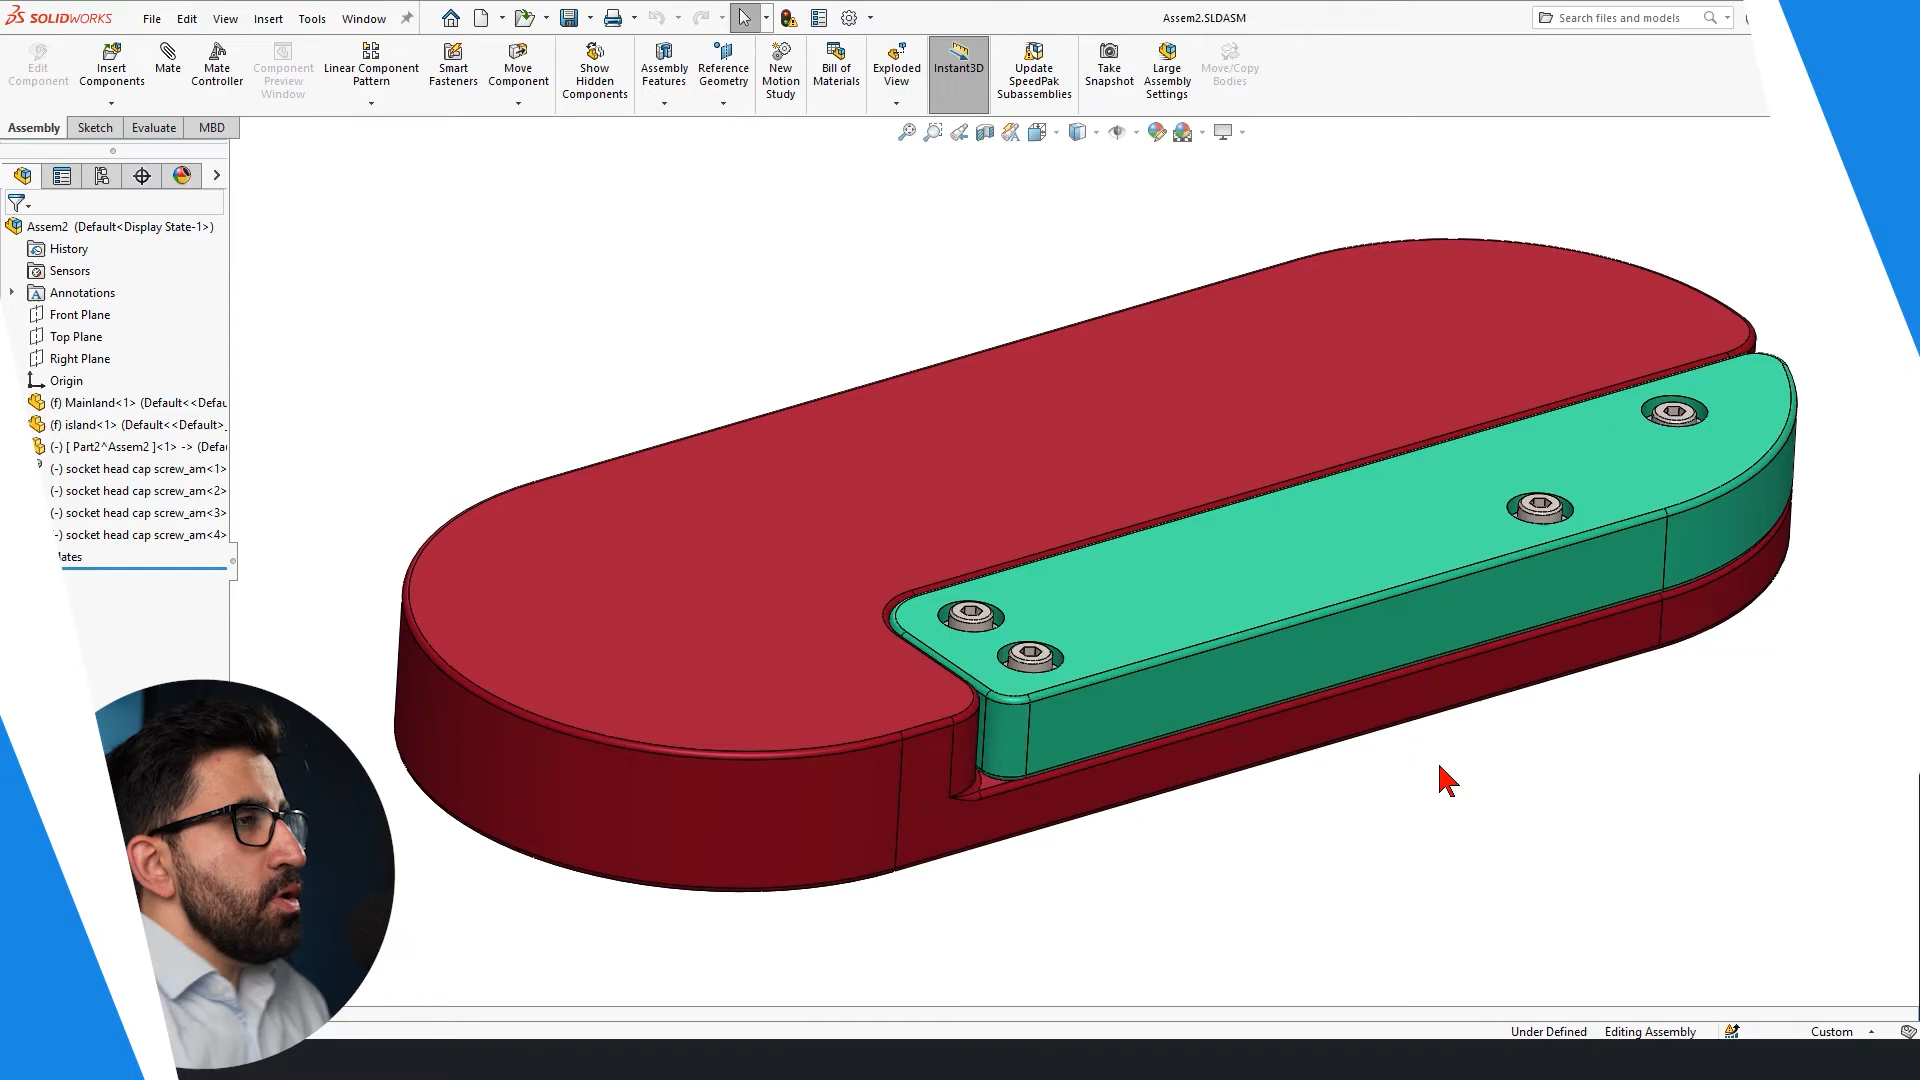 SOLIDWORKS
File
Edit
View
Insert
Tools
Window
Assem2.SLDASM
Search files and models
Edit
Component
Insert
Components
Mate
Mate
Controller
Component
Preview
Window
Linear Component
Pattern
Smart
Fasteners
Move
Component
Show
Hidden
Components
Assembly
Features
Reference
Geometry
New
Motion
Study
Bill of
Materials
Exploded
View
Instant3D
Update
SpeedPak
Subassemblies
Take
Snapshot
Large
Assembly
Settings
Move/Copy
Bodies
Assembly
Sketch
Evaluate
MBD
Assem2 (Default<Display State-1>)
History
Sensors
Annotations
Front Plane
Top Plane
Right Plane
Origin
(f) Mainland<1> (Default<<Defau
(f) island<1> (Default<<Default>_
(-) [ Part2^Assem2 ]<1> -> (Defau
(-) socket head cap screw_am<1>
(-) socket head cap screw_am<2>
(-) socket head cap screw_am<3>
-) socket head cap screw_am<4>
lates
Under Defined
Editing Assembly
Custom